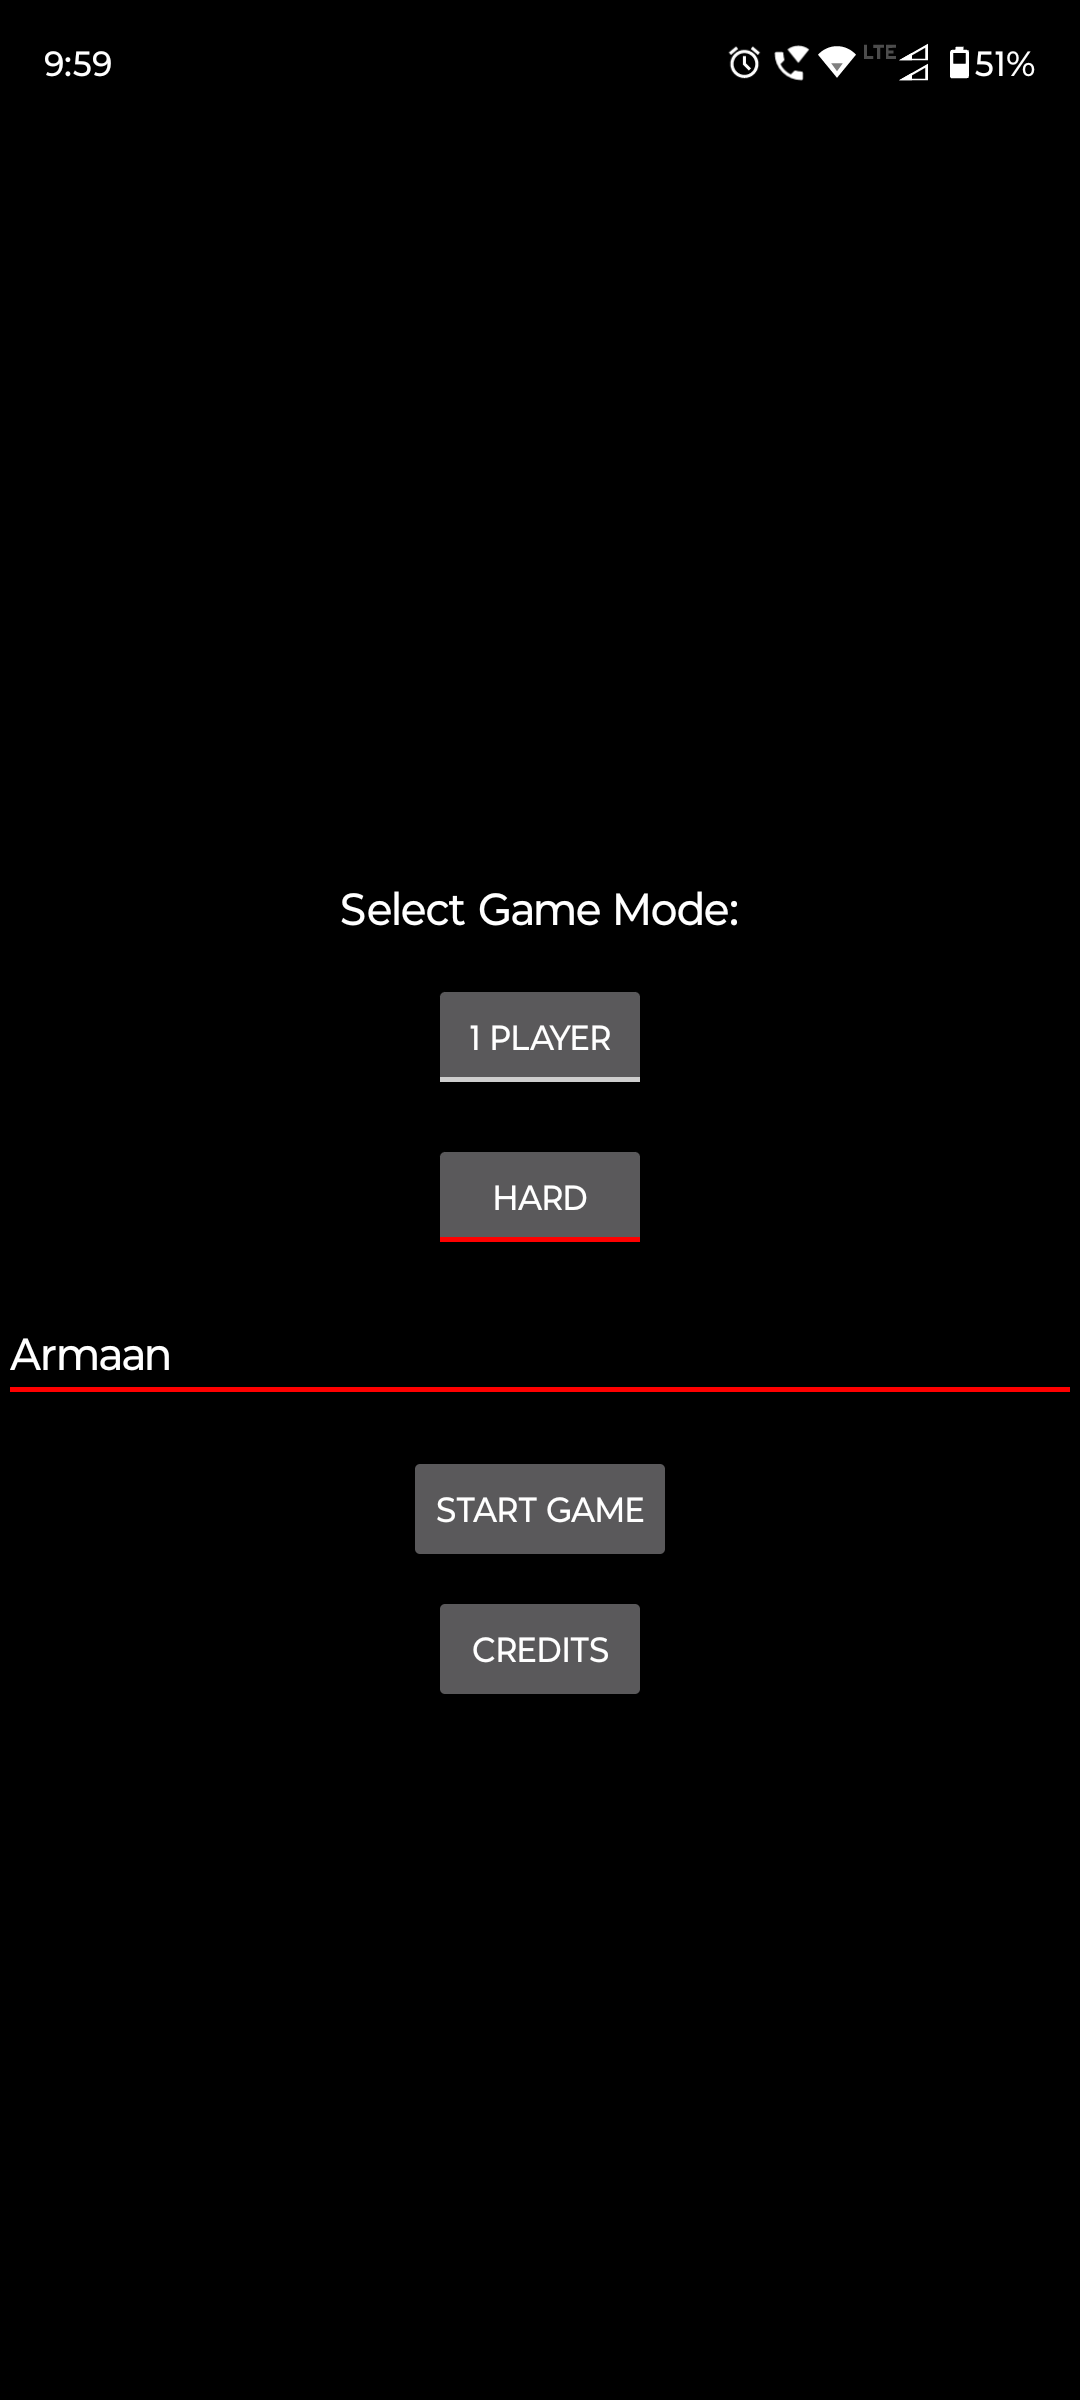 9:59 LTE 51%
Select Game Mode:
1 PLAYER
HARD
Armaan
START GAME
CREDITS